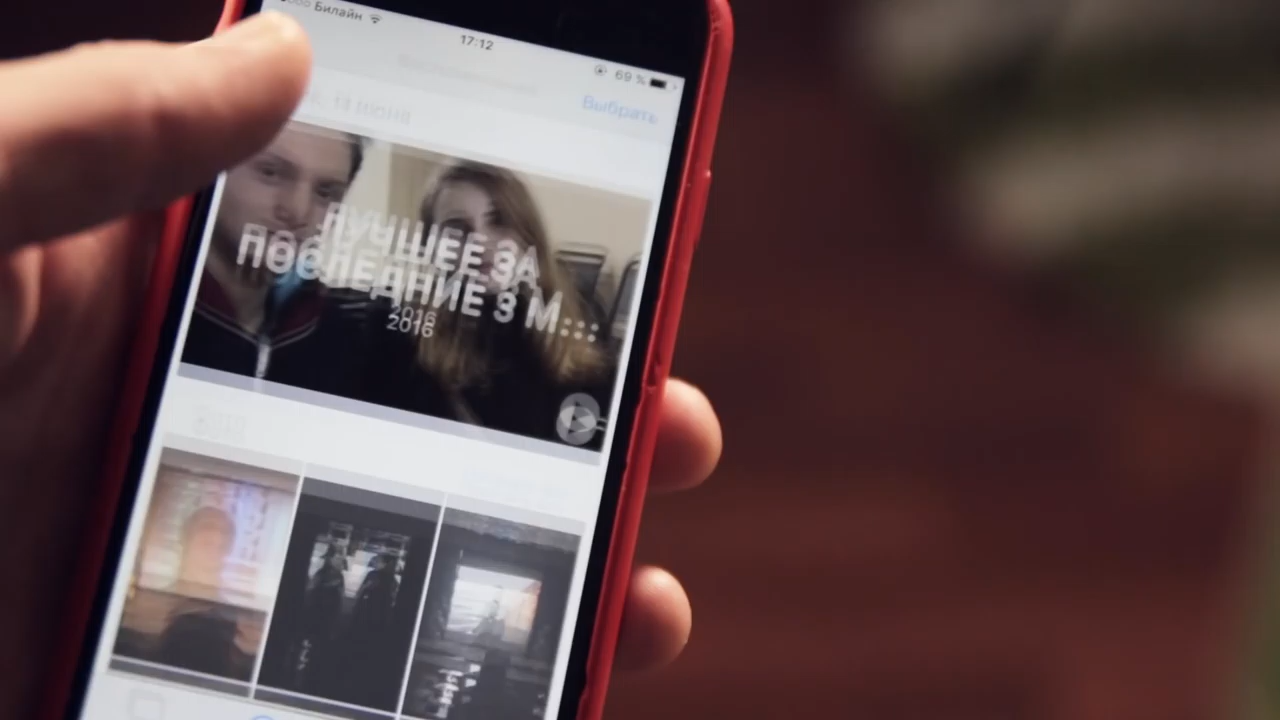 Билайн
17:12
69 %
Выбрать
ЛУЧШЕЕ ЗА
ПОСЛЕДНИЕ 3 М...
2016